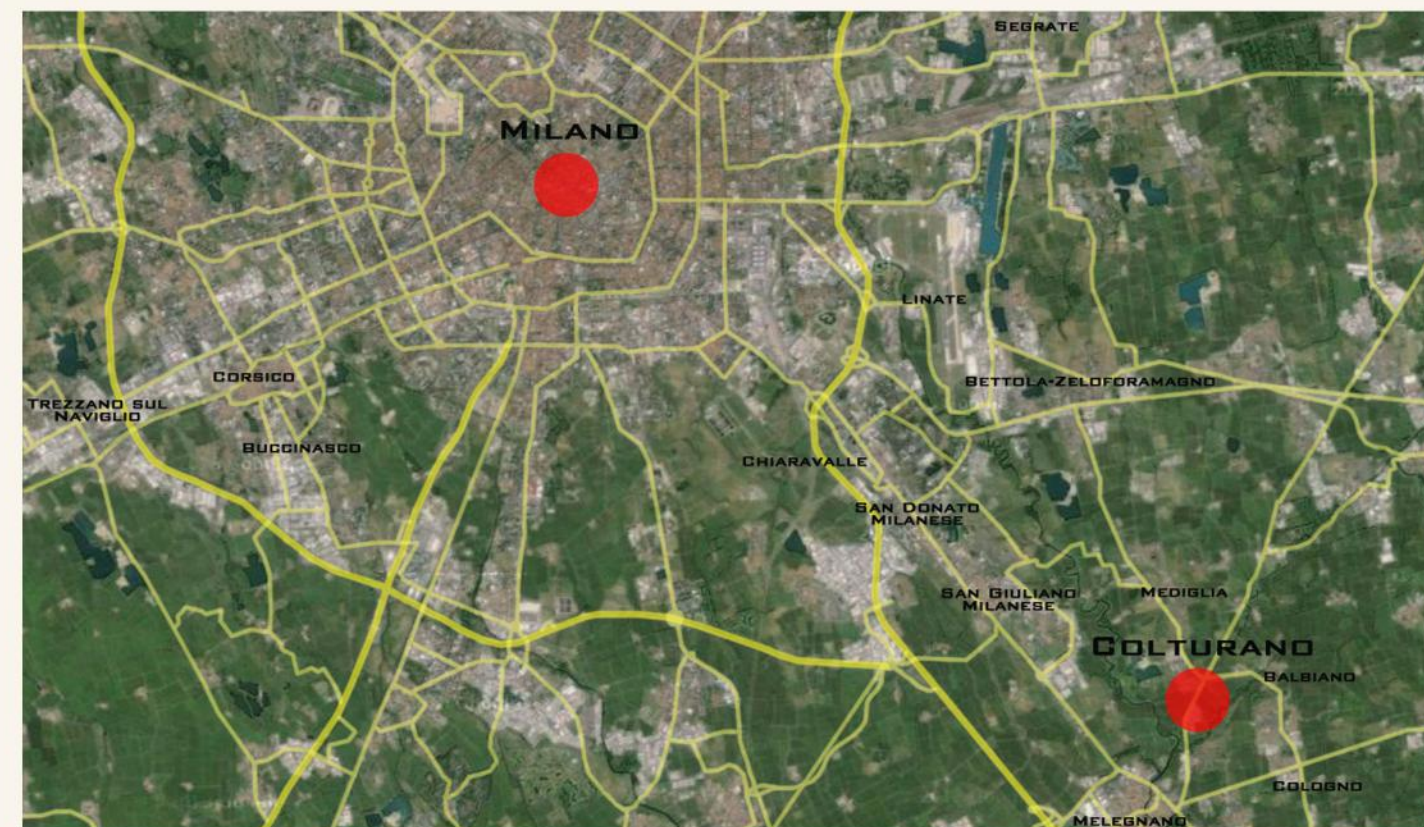 SEGRATE
MILANO
LINATE
CORSICO
BETTOLA-ZELOFORAMAGNO
TREZZANO SUL
NAVIGLIO
BUCCINASCO
CHIARAVALLE
SAN DONATO
MILANESE
SAN GIULIANO
MILANESE
MEDIGLIA
COLTURANO
BALBIANO
COLOGNO
MELEGNANO